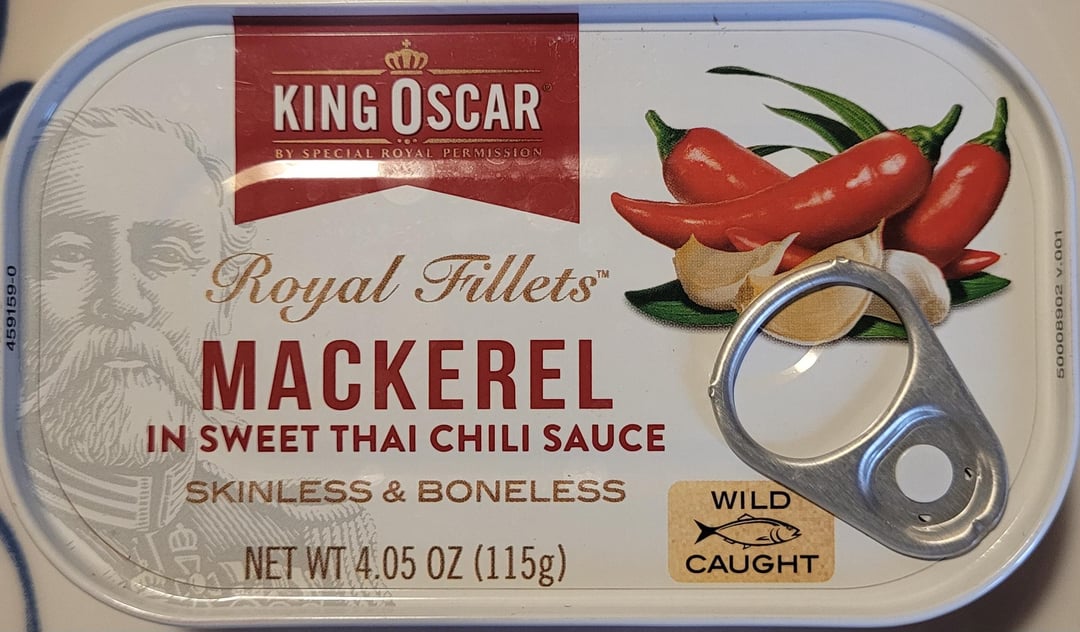 KING OSCAR®
BY SPECIAL ROYAL PERMISSION
Royal Fillets™
MACKEREL
IN SWEET THAI CHILI SAUCE
SKINLESS & BONELESS
NET WT 4.05 OZ (115g)
WILD
CAUGHT
459159-0
50008902 v.001